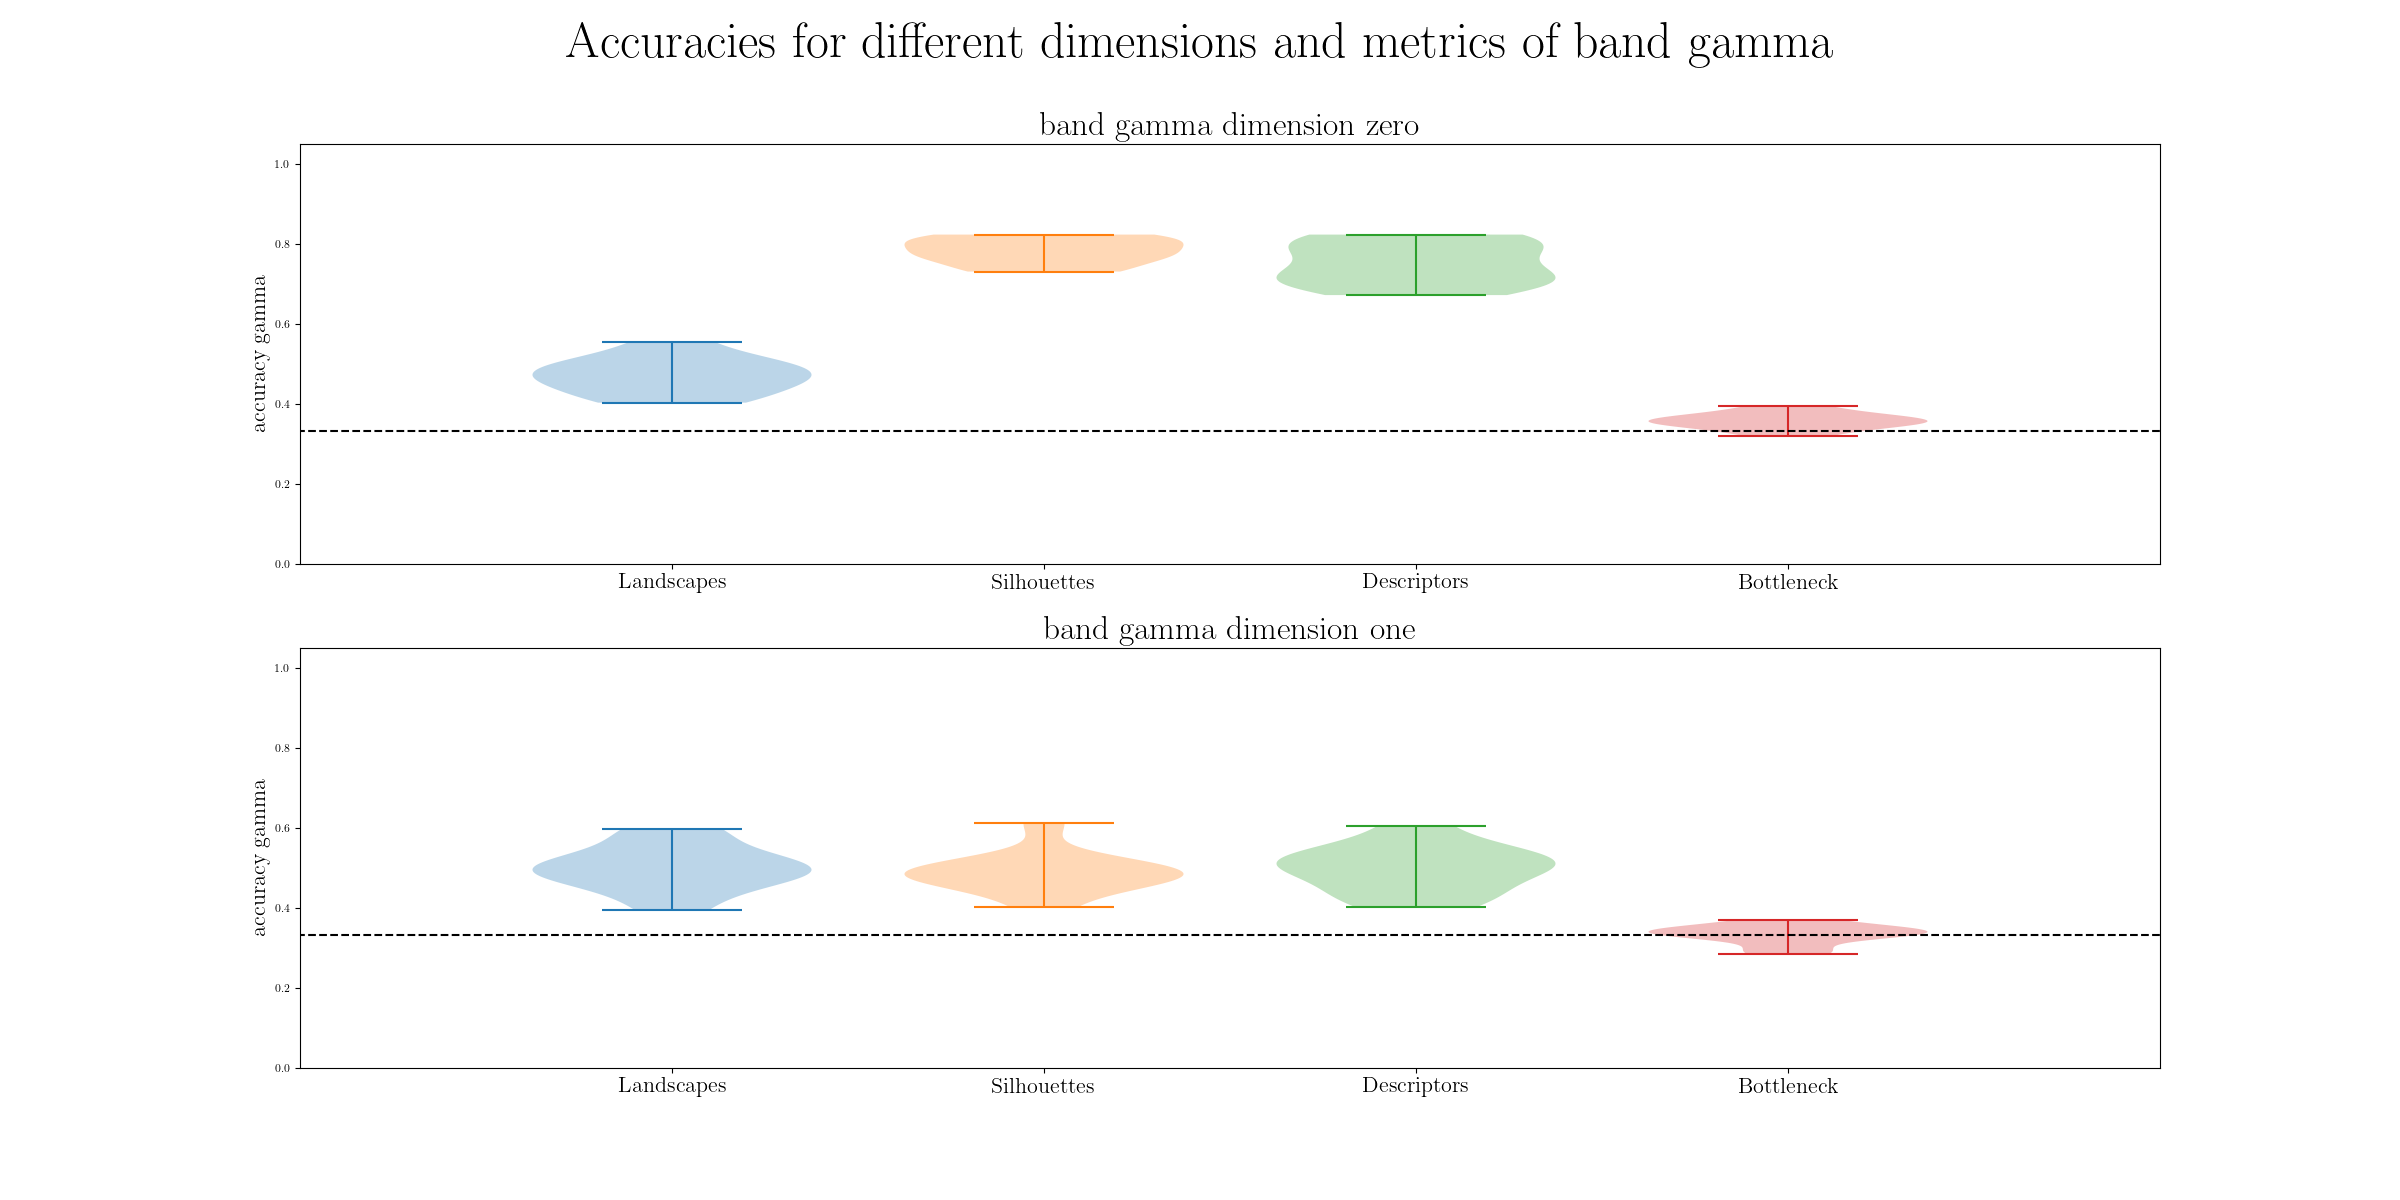 Accuracies for different dimensions and metrics of band gamma
band gamma dimension zero
accuracy gamma
1.0
0.8
0.6
0.4
0.2
0.0
Landscapes Silhouettes Descriptors Bottleneck
band gamma dimension one
accuracy gamma
1.0
0.8
0.6
0.4
0.2
0.0
Landscapes Silhouettes Descriptors Bottleneck